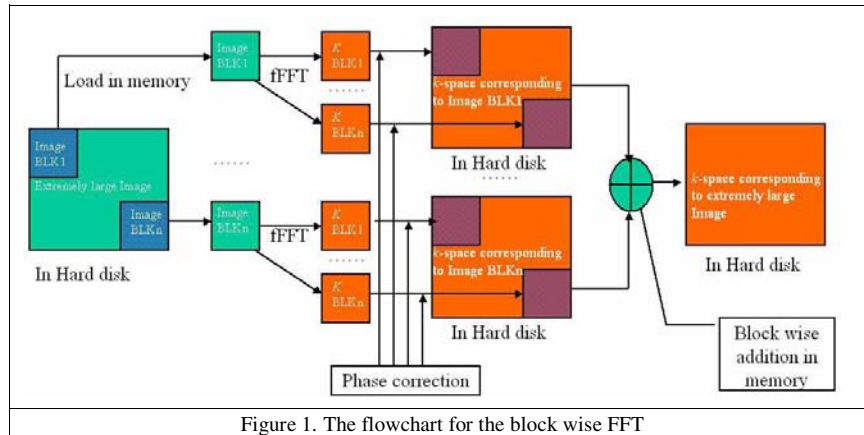 Image
BLK1
K
BLK1
fFFT
Load in memory
......
k-space corresponding
to Image BLK1
K
BLKn
In Hard disk
Image
BLK1
Extremely large Image
Image
BLKn
In Hard disk
......
......
Image
BLKn
fFFT
K
BLK1
......
K
BLKn
k-space corresponding
to Image BLKn
In Hard disk
k-space corresponding
to extremely large
Image
In Hard disk
Phase correction
Block wise
addition in
memory
Figure 1. The flowchart for the block wise FFT